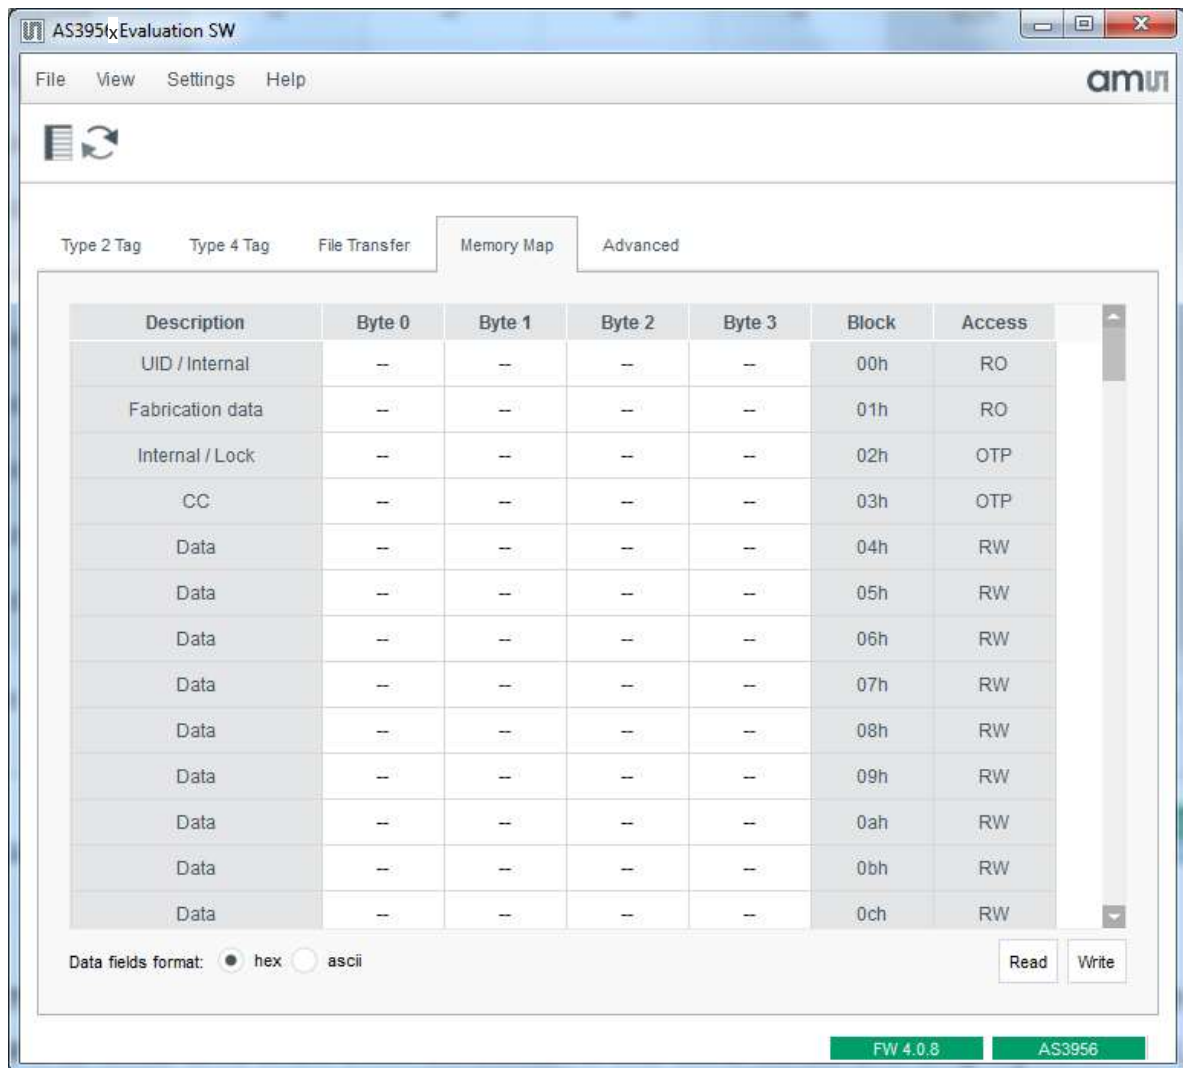 AS395x Evaluation SW
File View Settings Help
am
Type 2 Tag Type 4 Tag File Transfer Memory Map Advanced
Description Byte 0 Byte 1 Byte 2 Byte 3 Block Access
UID / Internal -- -- -- -- 00h RO
Fabrication data -- -- -- -- 01h RO
Internal / Lock -- -- -- -- 02h OTP
CC -- -- -- -- 03h OTP
Data -- -- -- -- 04h RW
Data -- -- -- -- 05h RW
Data -- -- -- -- 06h RW
Data -- -- -- -- 07h RW
Data -- -- -- -- 08h RW
Data -- -- -- -- 09h RW
Data -- -- -- -- 0ah RW
Data -- -- -- -- 0bh RW
Data -- -- -- -- 0ch RW
Data fields format: hex ascii Read Write
FW 4.0.8 AS3956